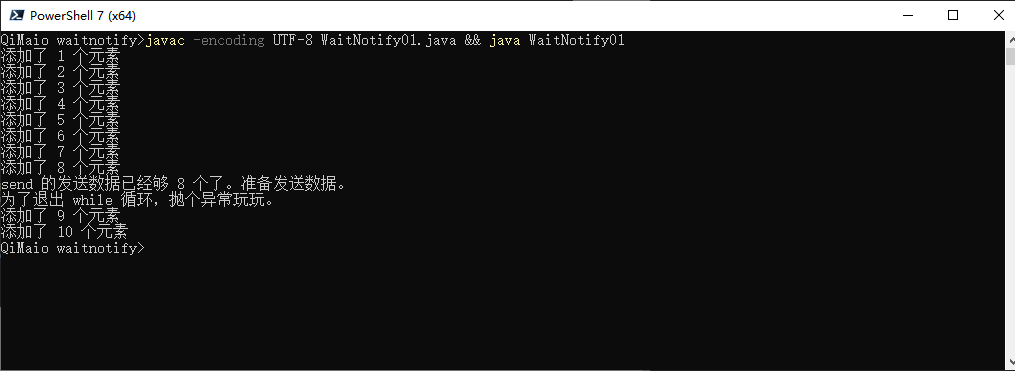 PowerShell 7 (x64)
QiMaio waitnotify>javac -encoding UTF-8 WaitNotify01.java && java WaitNotify01
添加了 1 个元素
添加了 2 个元素
添加了 3 个元素
添加了 4 个元素
添加了 5 个元素
添加了 6 个元素
添加了 7 个元素
添加了 8 个元素
send 的发送数据已经够 8 个了。准备发送数据。
为了退出 while 循环，抛个异常玩玩。
添加了 9 个元素
添加了 10 个元素
QiMaio waitnotify>